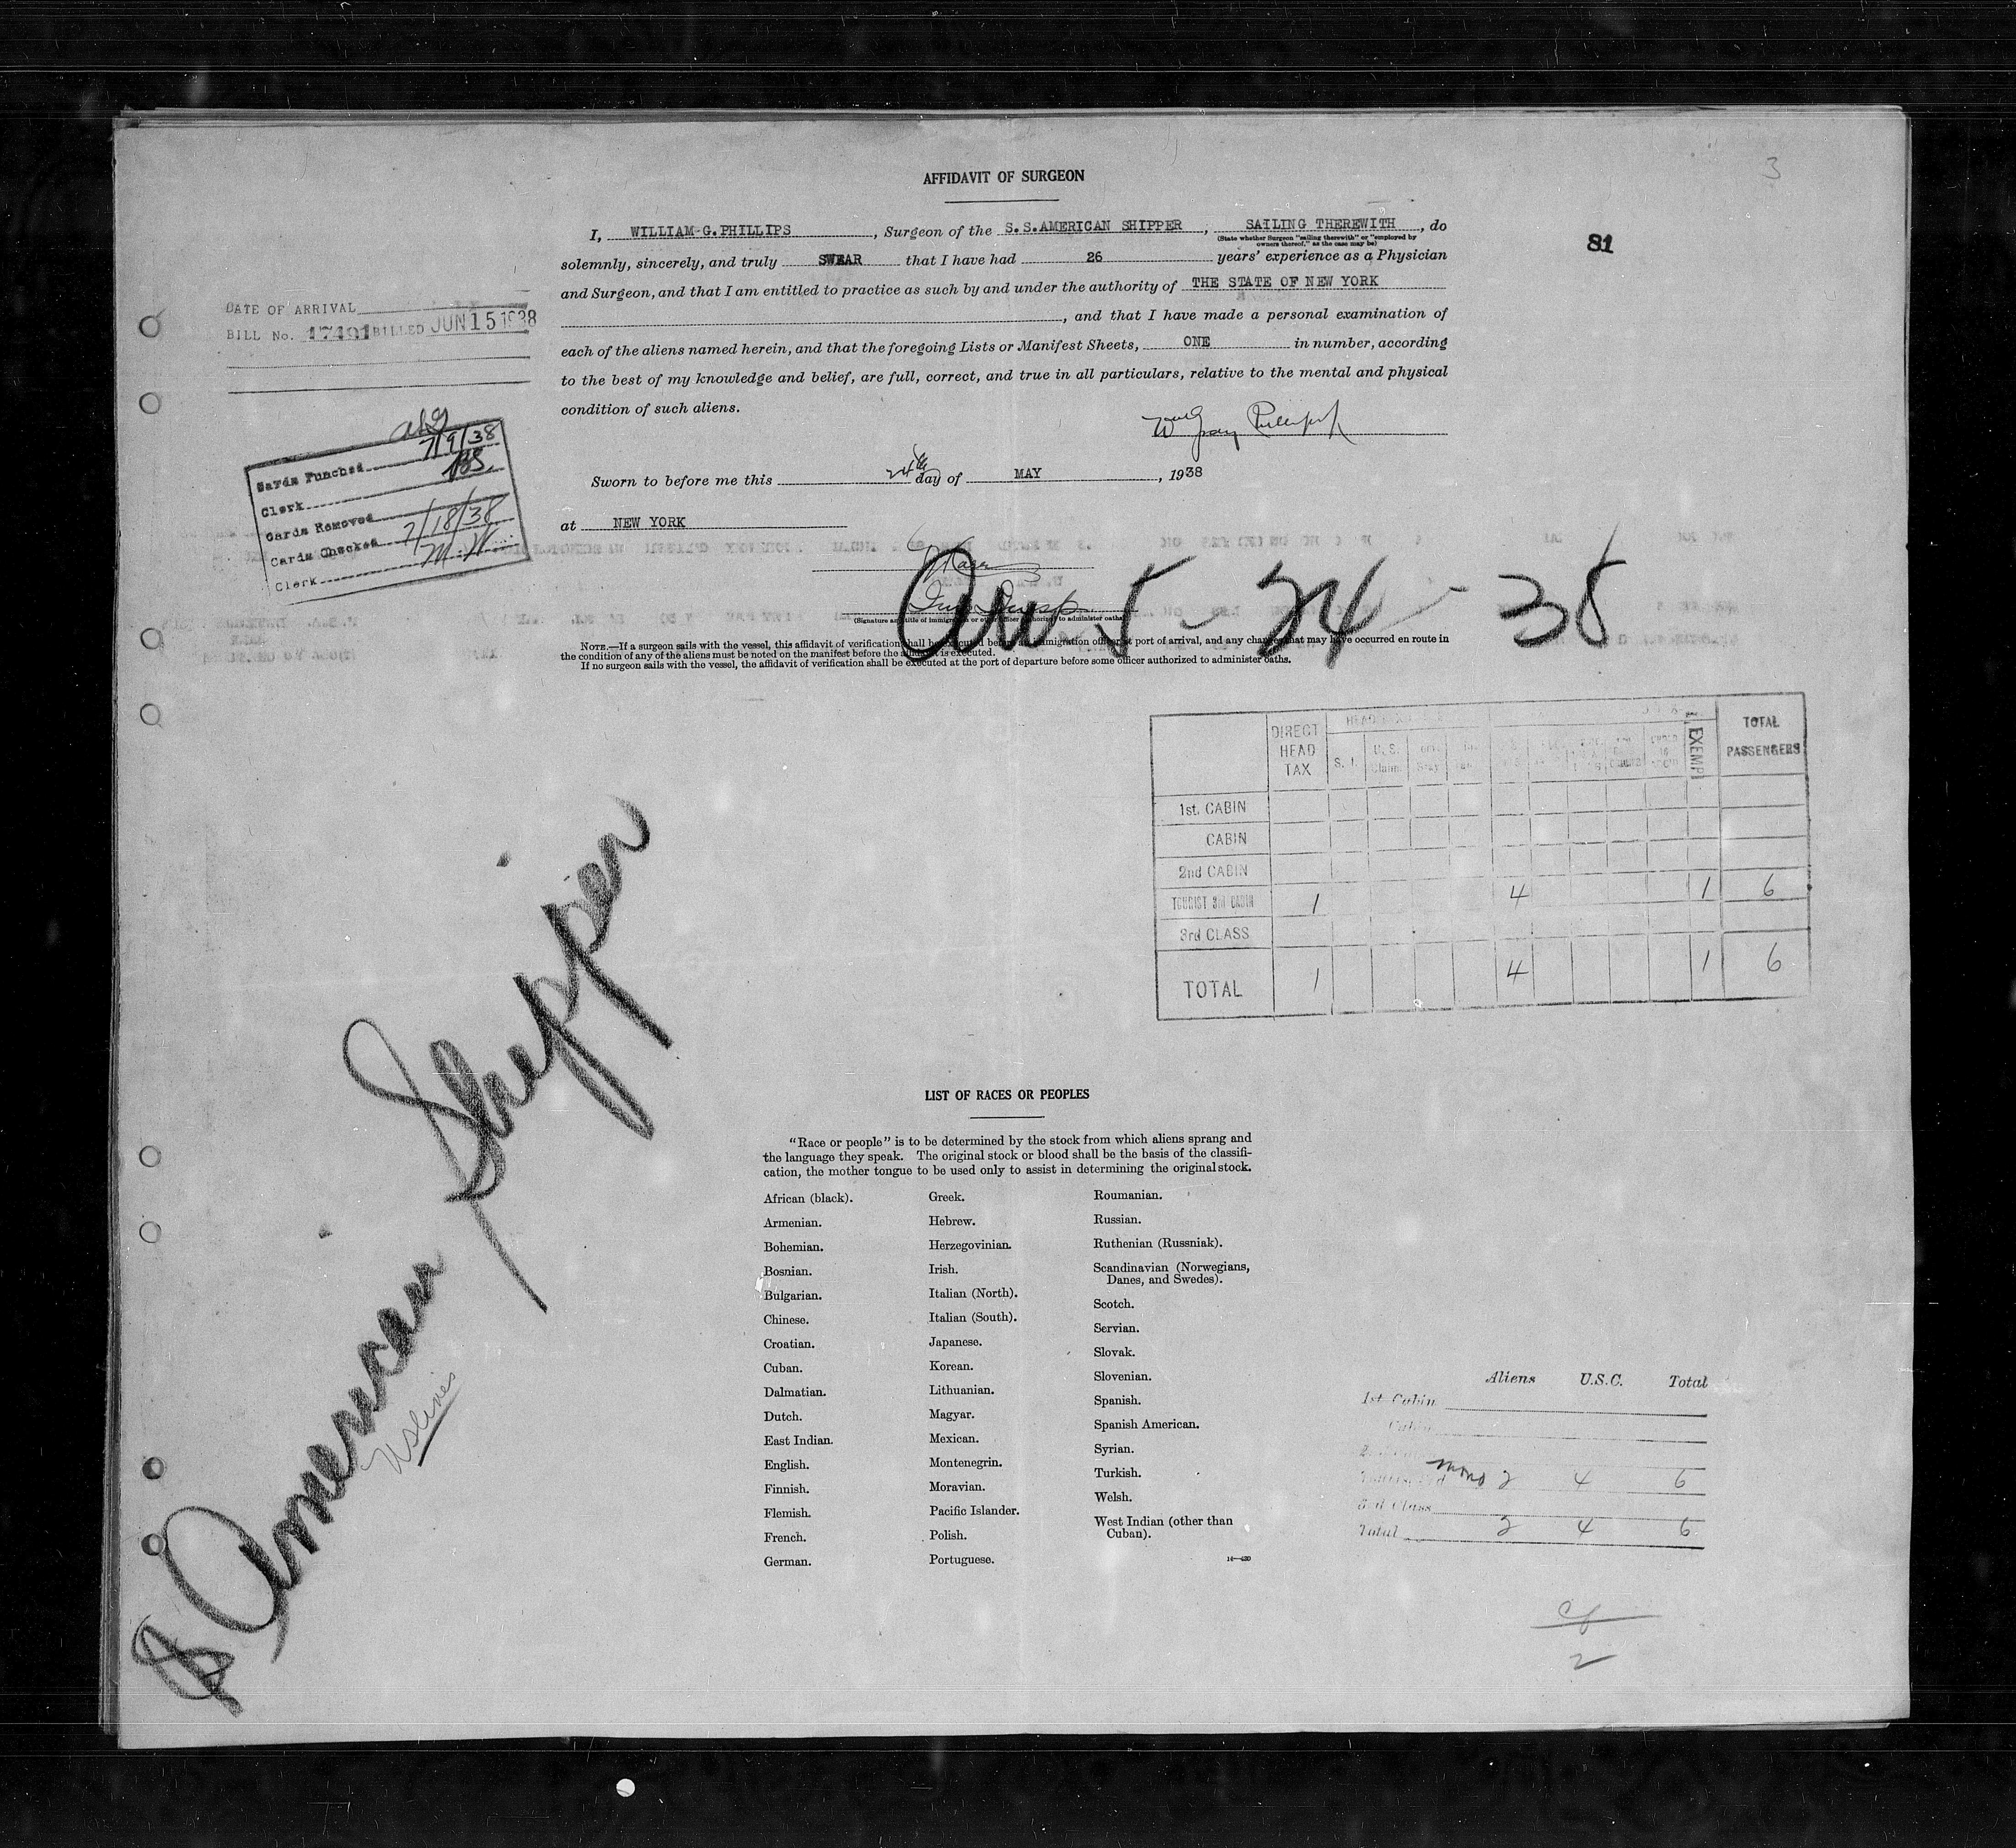 3
AFFIDAVIT OF SURGEON
81
I, WILLIAM G. PHILLIPS, Surgeon of the S.S. AMERICAN SHIPPER, SAILING THEREWITH, do
(State whether Surgeon "sailing therewith" or "employed by
owners thereof," as the case may be)
solemnly, sincerely, and truly SWEAR that I have had 26 years' experience as a Physician
and Surgeon, and that I am entitled to practice as such by and under the authority of THE STATE OF NEW YORK
, and that I have made a personal examination of
each of the aliens named herein, and that the foregoing Lists or Manifest Sheets, ONE in number, according
to the best of my knowledge and belief, are full, correct, and true in all particulars, relative to the mental and physical
condition of such aliens.
DATE OF ARRIVAL
BILL No. 17491 BILLED JUN 15 1938
Cards Punched 7/9/38
Clerk
Cards Removed
Cards Checked 7/18/38
Clerk M.W.
Sworn to before me this 24th day of MAY, 1938
at NEW YORK
(Signature and title of immigration or other officer authorized to administer oaths)
5-24-38
NOTE.—If a surgeon sails with the vessel, this affidavit of verification shall be executed before an immigration officer at port of arrival, and any changes that may have occurred en route in
the condition of any of the aliens must be noted on the manifest before the affidavit is executed.
If no surgeon sails with the vessel, the affidavit of verification shall be executed at the port of departure before some officer authorized to administer oaths.
DIRECT HEAD TAX S. I. U.S. Claim. EXEMPT TOTAL PASSENGERS
1st. CABIN
CABIN
2nd CABIN
TOURIST 3rd CABIN 1 4 1 6
3rd CLASS
TOTAL 1 4 1 6
American Shipper
US Lines
LIST OF RACES OR PEOPLES
"Race or people" is to be determined by the stock from which aliens sprang and
the language they speak. The original stock or blood shall be the basis of the classifi-
cation, the mother tongue to be used only to assist in determining the original stock.
African (black).
Armenian.
Bohemian.
Bosnian.
Bulgarian.
Chinese.
Croatian.
Cuban.
Dalmatian.
Dutch.
East Indian.
English.
Finnish.
Flemish.
French.
German.
Greek.
Hebrew.
Herzegovinian.
Irish.
Italian (North).
Italian (South).
Japanese.
Korean.
Lithuanian.
Magyar.
Mexican.
Montenegrin.
Moravian.
Pacific Islander.
Polish.
Portuguese.
Roumanian.
Russian.
Ruthenian (Russniak).
Scandinavian (Norwegians,
Danes, and Swedes).
Scotch.
Servian.
Slovak.
Slovenian.
Spanish.
Spanish American.
Syrian.
Turkish.
Welsh.
West Indian (other than
Cuban).
Aliens U.S.C. Total
1st Cabin
Cabin
2 4 6
3rd Class
Total 2 4 6
2